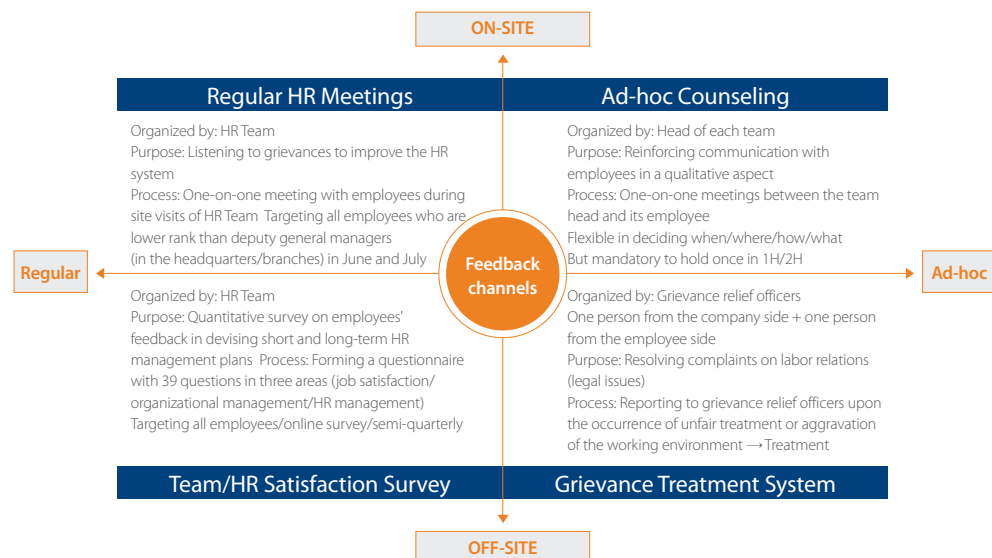 ON-SITE
Regular HR Meetings
Organized by: HR Team
Purpose: Listening to grievances to improve the HR
system
Process: One-on-one meeting with employees during
site visits of HR Team  Targeting all employees who are
lower rank than deputy general managers
(in the headquarters/branches) in June and July
Ad-hoc Counseling
Organized by: Head of each team
Purpose: Reinforcing communication with
employees in a qualitative aspect
Process: One-on-one meetings between the team
head and its employee
Flexible in deciding when/where/how/what
But mandatory to hold once in 1H/2H
Regular
Feedback
channels
Ad-hoc
Organized by: HR Team
Purpose: Quantitative survey on employees'
feedback in devising short and long-term HR
management plans  Process: Forming a questionnaire
with 39 questions in three areas (job satisfaction/
organizational management/HR management)
Targeting all employees/online survey/semi-quarterly
Team/HR Satisfaction Survey
Organized by: Grievance relief officers
One person from the company side + one person
from the employee side
Purpose: Resolving complaints on labor relations
(legal issues)
Process: Reporting to grievance relief officers upon
the occurrence of unfair treatment or aggravation
of the working environment → Treatment
Grievance Treatment System
OFF-SITE